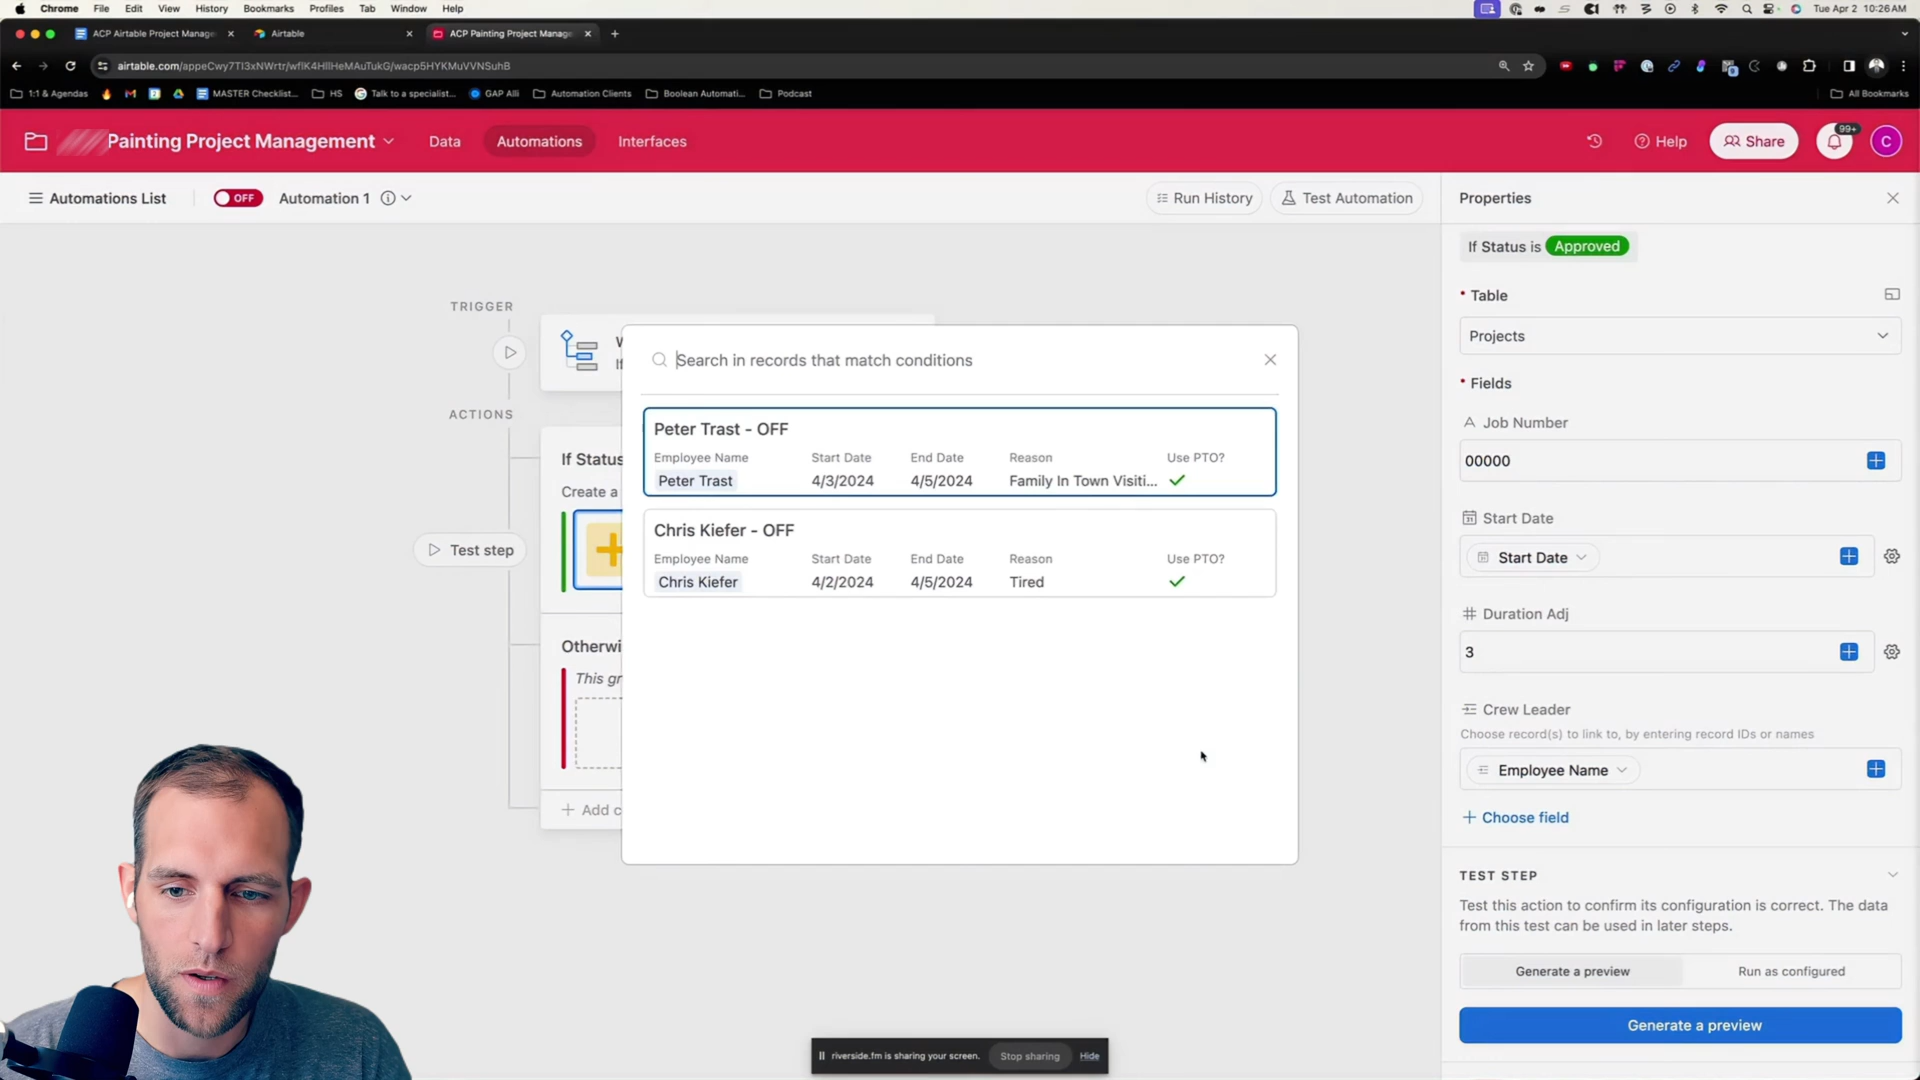 Chrome File Edit View History Bookmarks Profiles Tab Window Help Tue Apr 2 10:26 AM
ACP Airtable Project Manage Airtable ACP Painting Project Manag
airtable.com/appeCwy7TI3xNWrtr/wflK4HIlHeMAuTukG/wacp5HYKMuVVNSuhB
1:1 & Agendas MASTER Checklist... HS Talk to a specialist... GAP Alli Automation Clients Boolean Automati... Podcast All Bookmarks
Painting Project Management Data Automations Interfaces Help Share 99+ C
Automations List OFF Automation 1 Run History Test Automation Properties
If Status is Approved
TRIGGER
Table
Projects
Search in records that match conditions
Fields
ACTIONS
Job Number
00000
Peter Trast - OFF
Employee Name Start Date End Date Reason Use PTO?
Peter Trast 4/3/2024 4/5/2024 Family In Town Visiti...
If Status
Create a
Start Date
Start Date
Chris Kiefer - OFF
Employee Name Start Date End Date Reason Use PTO?
Chris Kiefer 4/2/2024 4/5/2024 Tired
Test step
Duration Adj
3
Otherwi
This gr
Crew Leader
Choose record(s) to link to, by entering record IDs or names
Employee Name
Add c
Choose field
TEST STEP
Test this action to confirm its configuration is correct. The data
from this test can be used in later steps.
Generate a preview Run as configured
Generate a preview
riverside.fm is sharing your screen. Stop sharing Hide